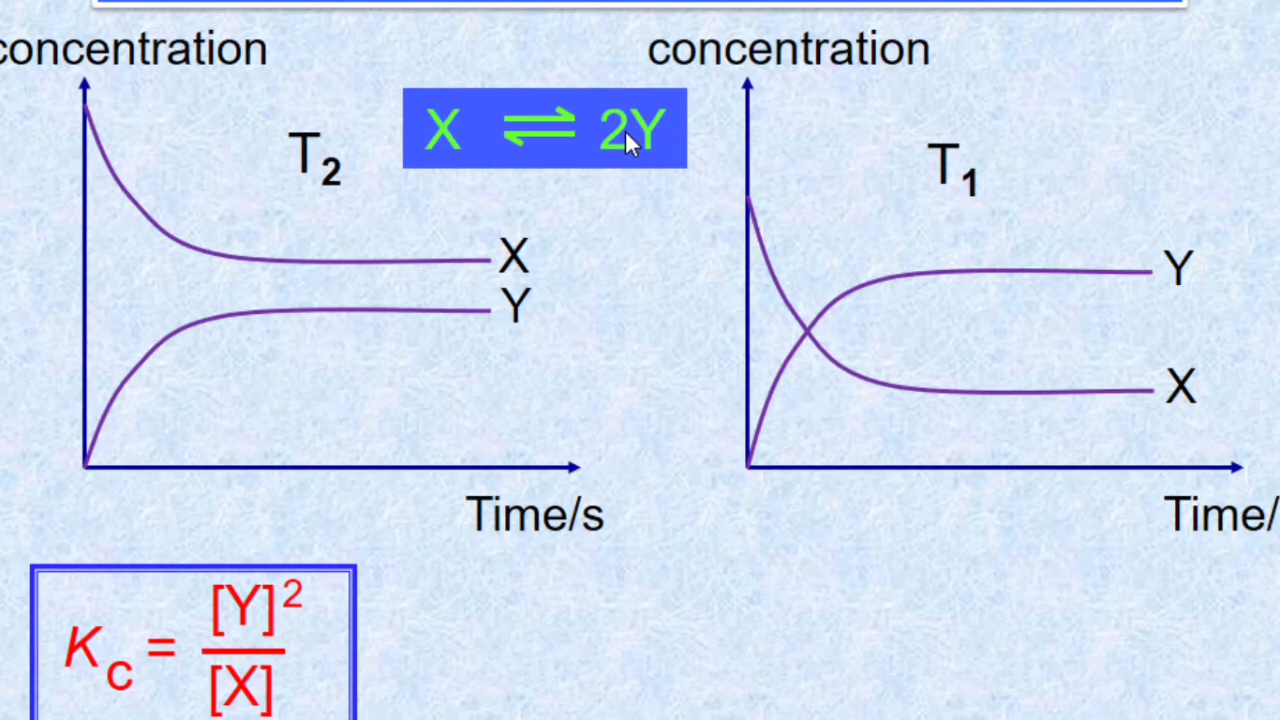 concentration
T2
X ⇌ 2Y
X
Y
Time/s
concentration
T1
Y
X
Time/
Kc = [Y]²
[X]